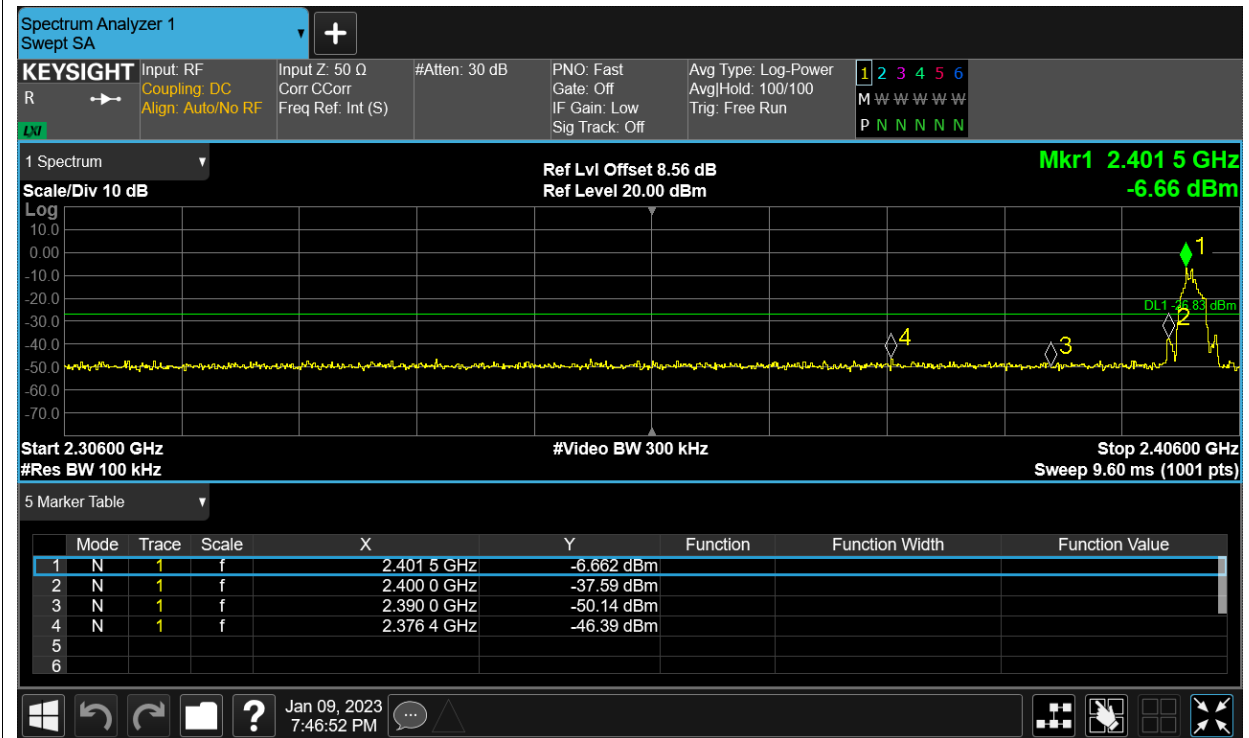 Spectrum Analyzer 1
Swept SA
+
KEYSIGHT Input: RF Input Z: 50 Ω #Atten: 30 dB PNO: Fast Avg Type: Log-Power 1 2 3 4 5 6
R Coupling: DC Corr CCorr Gate: Off Avg|Hold: 100/100 M W W W W W
Align: Auto/No RF Freq Ref: Int (S) IF Gain: Low Trig: Free Run
LXI Sig Track: Off P N N N N N
1 Spectrum Ref Lvl Offset 8.56 dB Mkr1 2.401 5 GHz
Scale/Div 10 dB Ref Level 20.00 dBm -6.66 dBm
Log
10.0
0.00 1
-10.0
-20.0
DL1 -26.83 dBm
-30.0 2
-40.0 4 3
-50.0
-60.0
-70.0
Start 2.30600 GHz #Video BW 300 kHz Stop 2.40600 GHz
#Res BW 100 kHz Sweep 9.60 ms (1001 pts)
5 Marker Table
Mode Trace Scale X Y Function Function Width Function Value
1 N 1 f 2.401 5 GHz -6.662 dBm
2 N 1 f 2.400 0 GHz -37.59 dBm
3 N 1 f 2.390 0 GHz -50.14 dBm
4 N 1 f 2.376 4 GHz -46.39 dBm
5
6
? Jan 09, 2023
7:46:52 PM